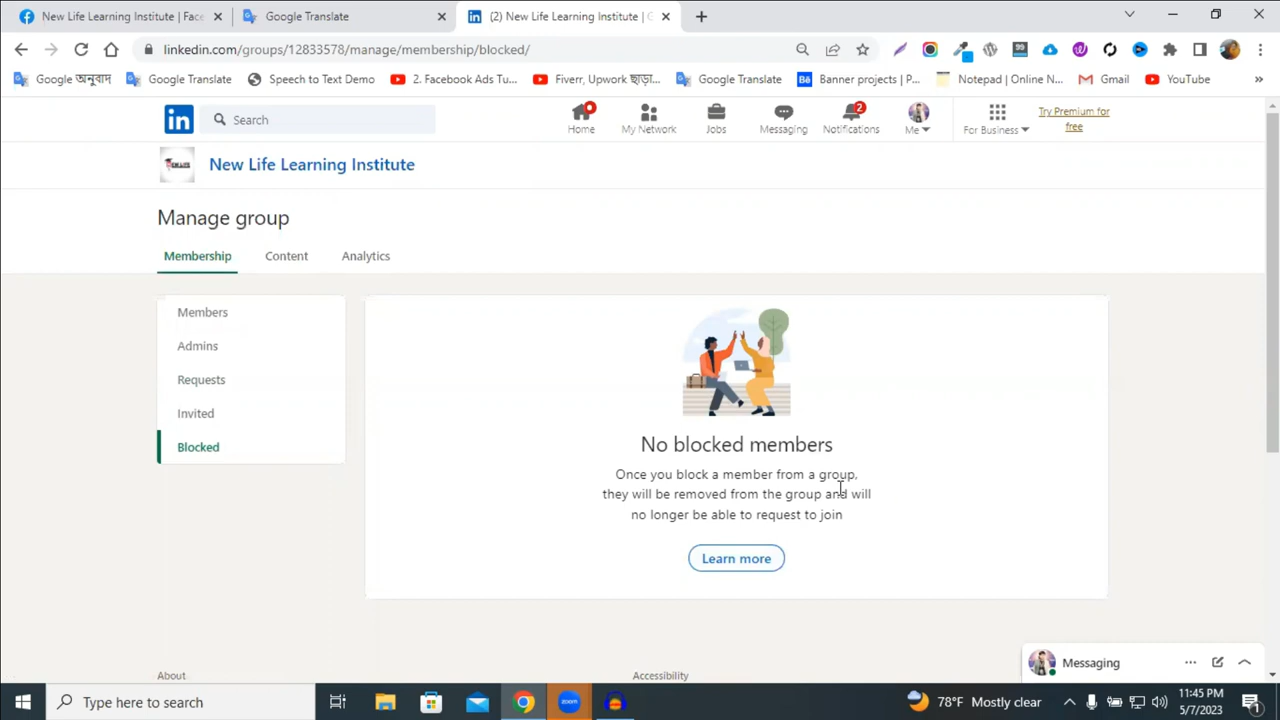 New Life Learning Institute | Face
Google Translate
(2) New Life Learning Institute | G
linkedin.com/groups/12833578/manage/membership/blocked/
Google অনুবাদ
Google Translate
Speech to Text Demo
2. Facebook Ads Tu...
Fiverr, Upwork ছাড়া...
Google Translate
Banner projects | P...
Notepad | Online N...
Gmail
YouTube
Search
Home
My Network
Jobs
Messaging
2
Notifications
Me
For Business
Try Premium for
free
New Life Learning Institute
Manage group
Membership
Content
Analytics
Members
Admins
Requests
Invited
Blocked
No blocked members
Once you block a member from a group,
they will be removed from the group and will
no longer be able to request to join
Learn more
About
Accessibility
Messaging
Type here to search
zoom
78°F Mostly clear
11:45 PM
5/7/2023
1